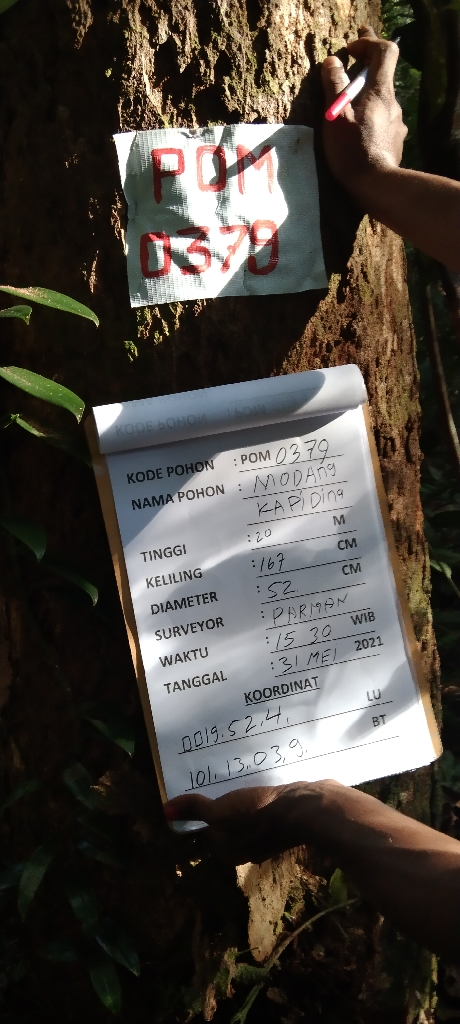 POM
0379
KODE POHON : POM 0379
NAMA POHON : MODANG
KAPIDING
TINGGI : 20 M
KELILING : 167 CM
DIAMETER : 52 CM
SURVEYOR : PARMAN
WAKTU : 15 30 WIB
TANGGAL : 31 MEI 2021
KOORDINAT
0019.52.4. LU
101.13.03,9. BT